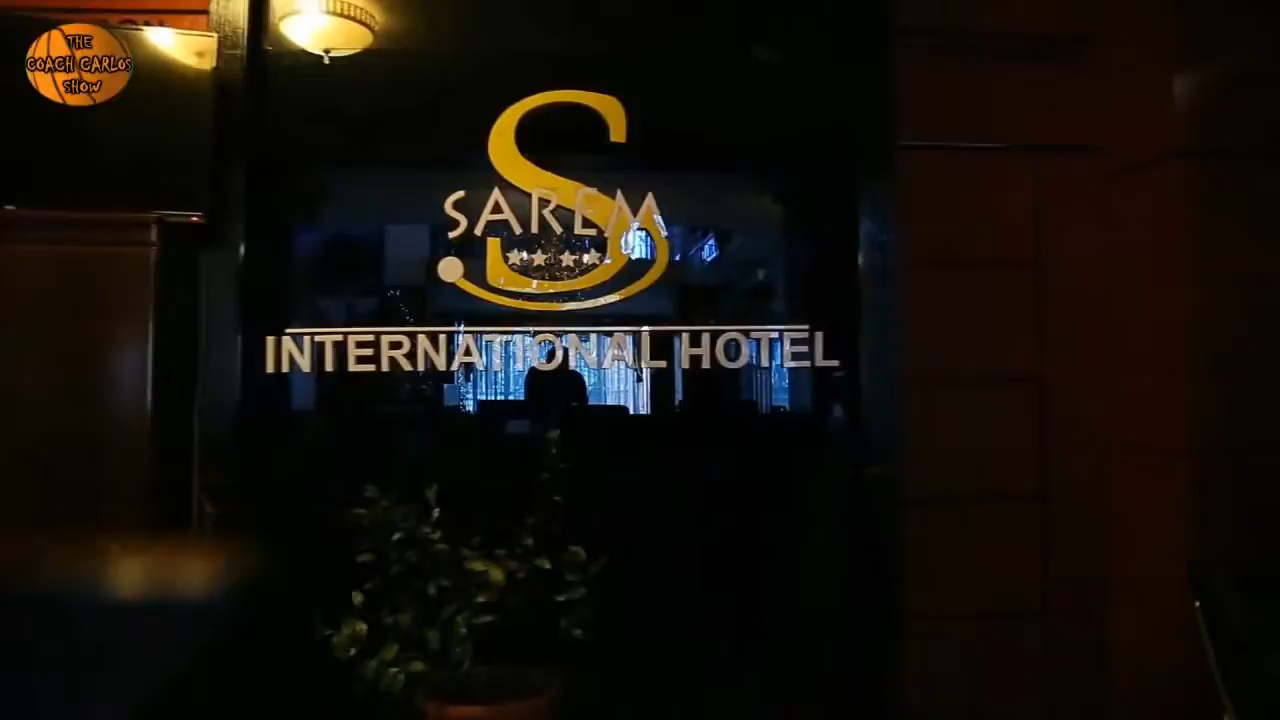 THE
COACH CARLOS
SHOW
S
SAREM
INTERNATIONAL HOTEL